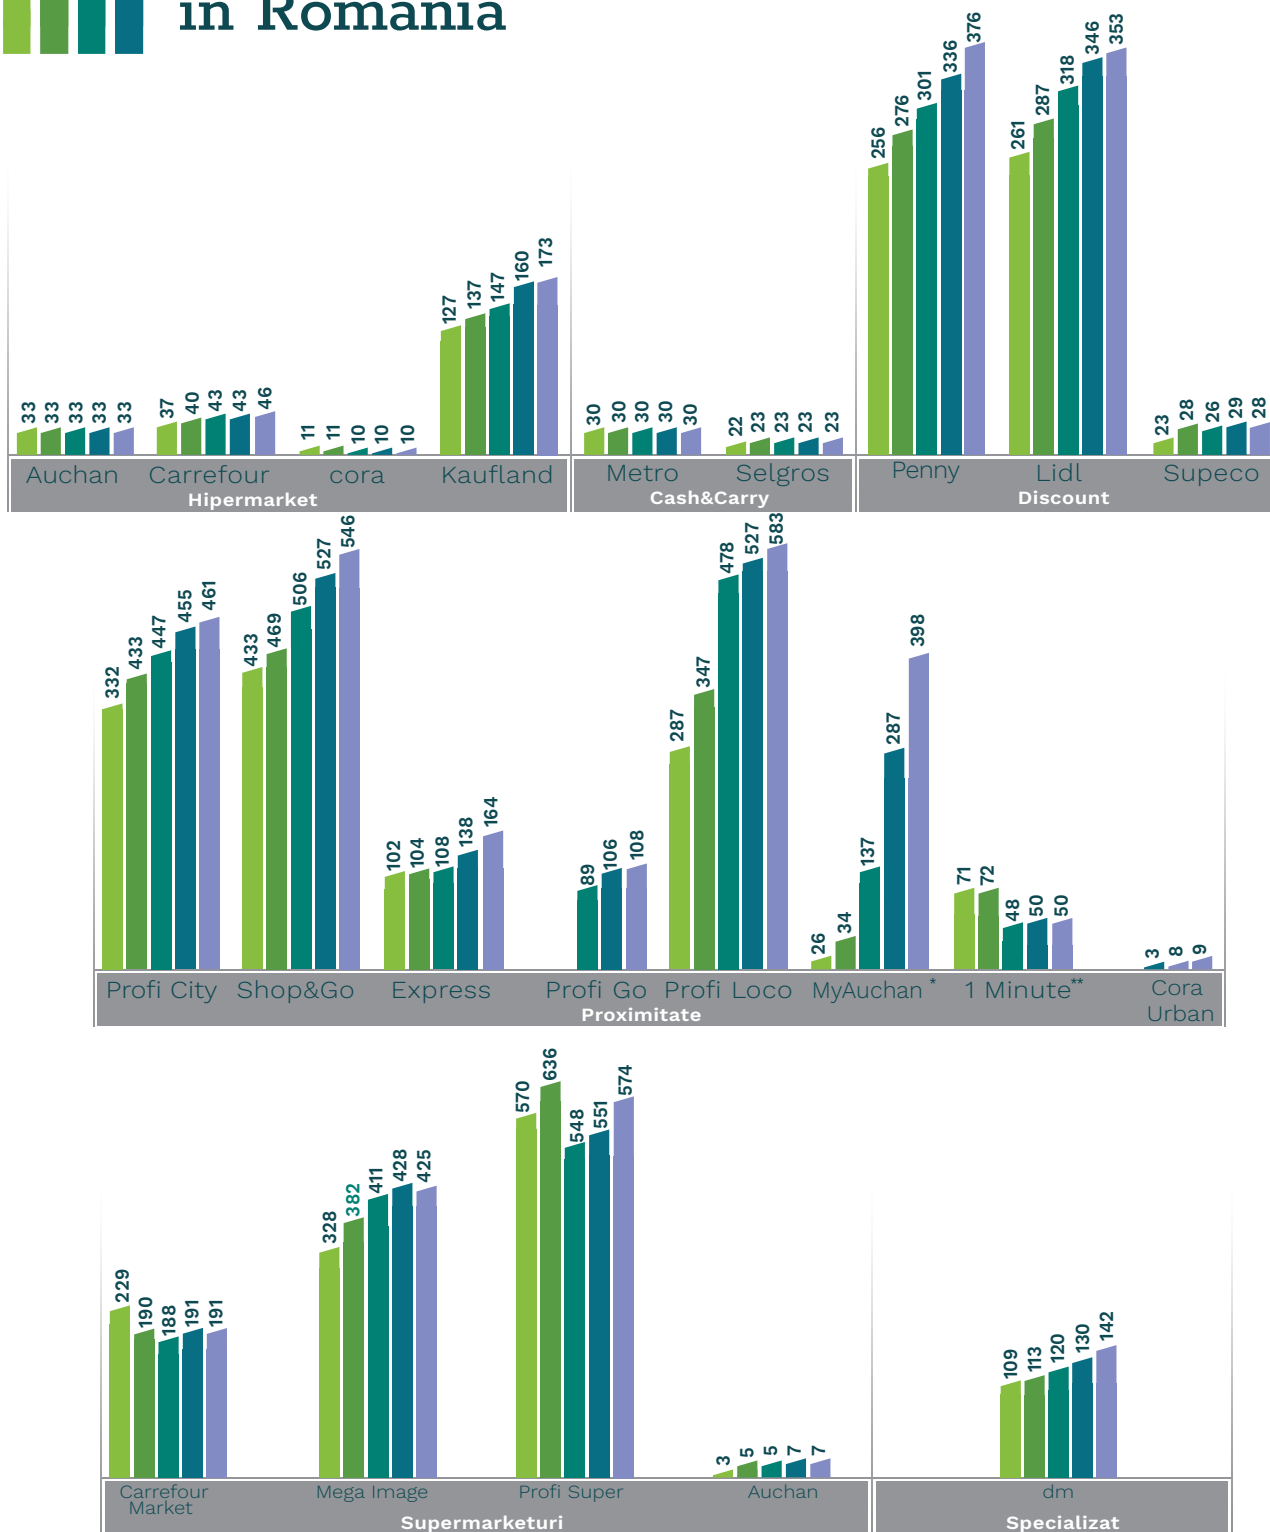 in Romania
33 33 33 33 33
37 40 43 43 46
11 11 10 10 10
127 137 147 160 173
30 30 30 30 30
22 23 23 23 23
256 276 301 336 376
261 287 318 346 353
23 28 26 29 28
Auchan Carrefour cora Kaufland Metro Selgros Penny Lidl Supeco
Hipermarket Cash&Carry Discount
332 433 447 455 461
433 469 506 527 546
102 104 108 138 164
89 106 108
287 347 478 527 583
26 34 137 287 398
71 72 48 50 50
3 8 9
Profi City Shop&Go Express Profi Go Profi Loco MyAuchan * 1 Minute** Cora
Urban
Proximitate
229 190 188 191 191
328 382 411 428 425
570 636 548 551 574
3 5 5 7 7
109 113 120 130 142
Carrefour Mega Image Profi Super Auchan dm
Market
Supermarketuri Specializat